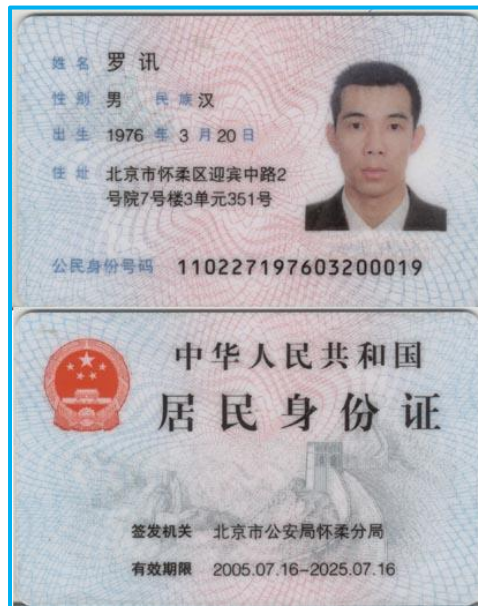 姓名 罗讯
性别 男 民族 汉
出生 1976 年 3 月 20 日
住址 北京市怀柔区迎宾中路2
号院7号楼3单元351号
公民身份号码 110227197603200019
中华人民共和国
居民身份证
签发机关 北京市公安局怀柔分局
有效期限 2005.07.16-2025.07.16